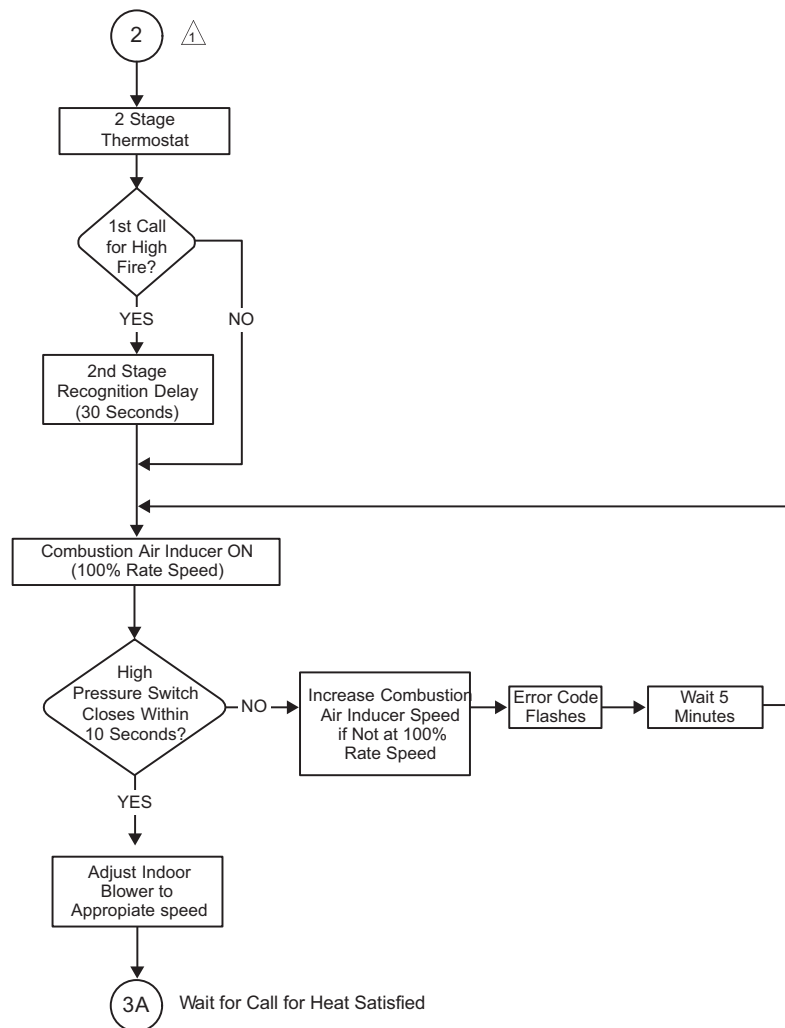 2
1
2 Stage
Thermostat
1st Call
for High
Fire?
YES
NO
2nd Stage
Recognition Delay
(30 Seconds)
Combustion Air Inducer ON
(100% Rate Speed)
High
Pressure Switch
Closes Within
10 Seconds?
NO
Increase Combustion
Air Inducer Speed
if Not at 100%
Rate Speed
Error Code
Flashes
Wait 5
Minutes
YES
Adjust Indoor
Blower to
Appropiate speed
3A
Wait for Call for Heat Satisfied